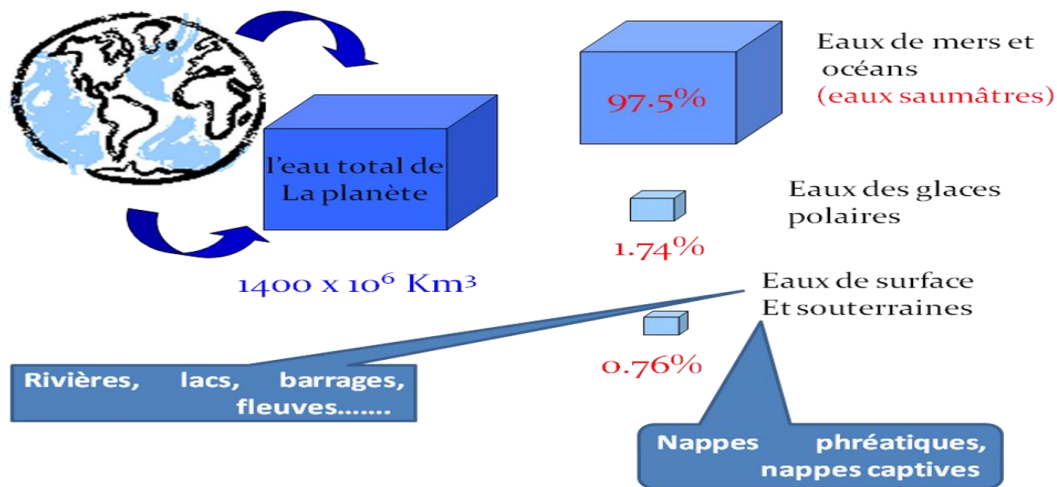 l'eau total de
La planète
1400 x 10⁶ Km³
97.5%
Eaux de mers et
océans
(eaux saumâtres)
Eaux des glaces
polaires
1.74%
Eaux de surface
Et souterraines
0.76%
Rivières, lacs, barrages,
fleuves.......
Nappes phréatiques,
nappes captives